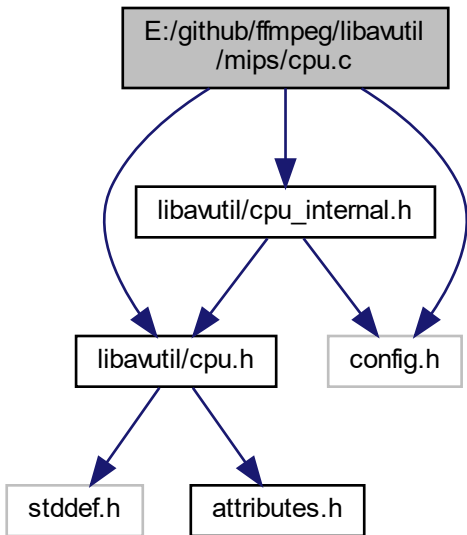 E:/github/ffmpeg/libavutil
/mips/cpu.c
libavutil/cpu_internal.h
libavutil/cpu.h
config.h
stddef.h
attributes.h